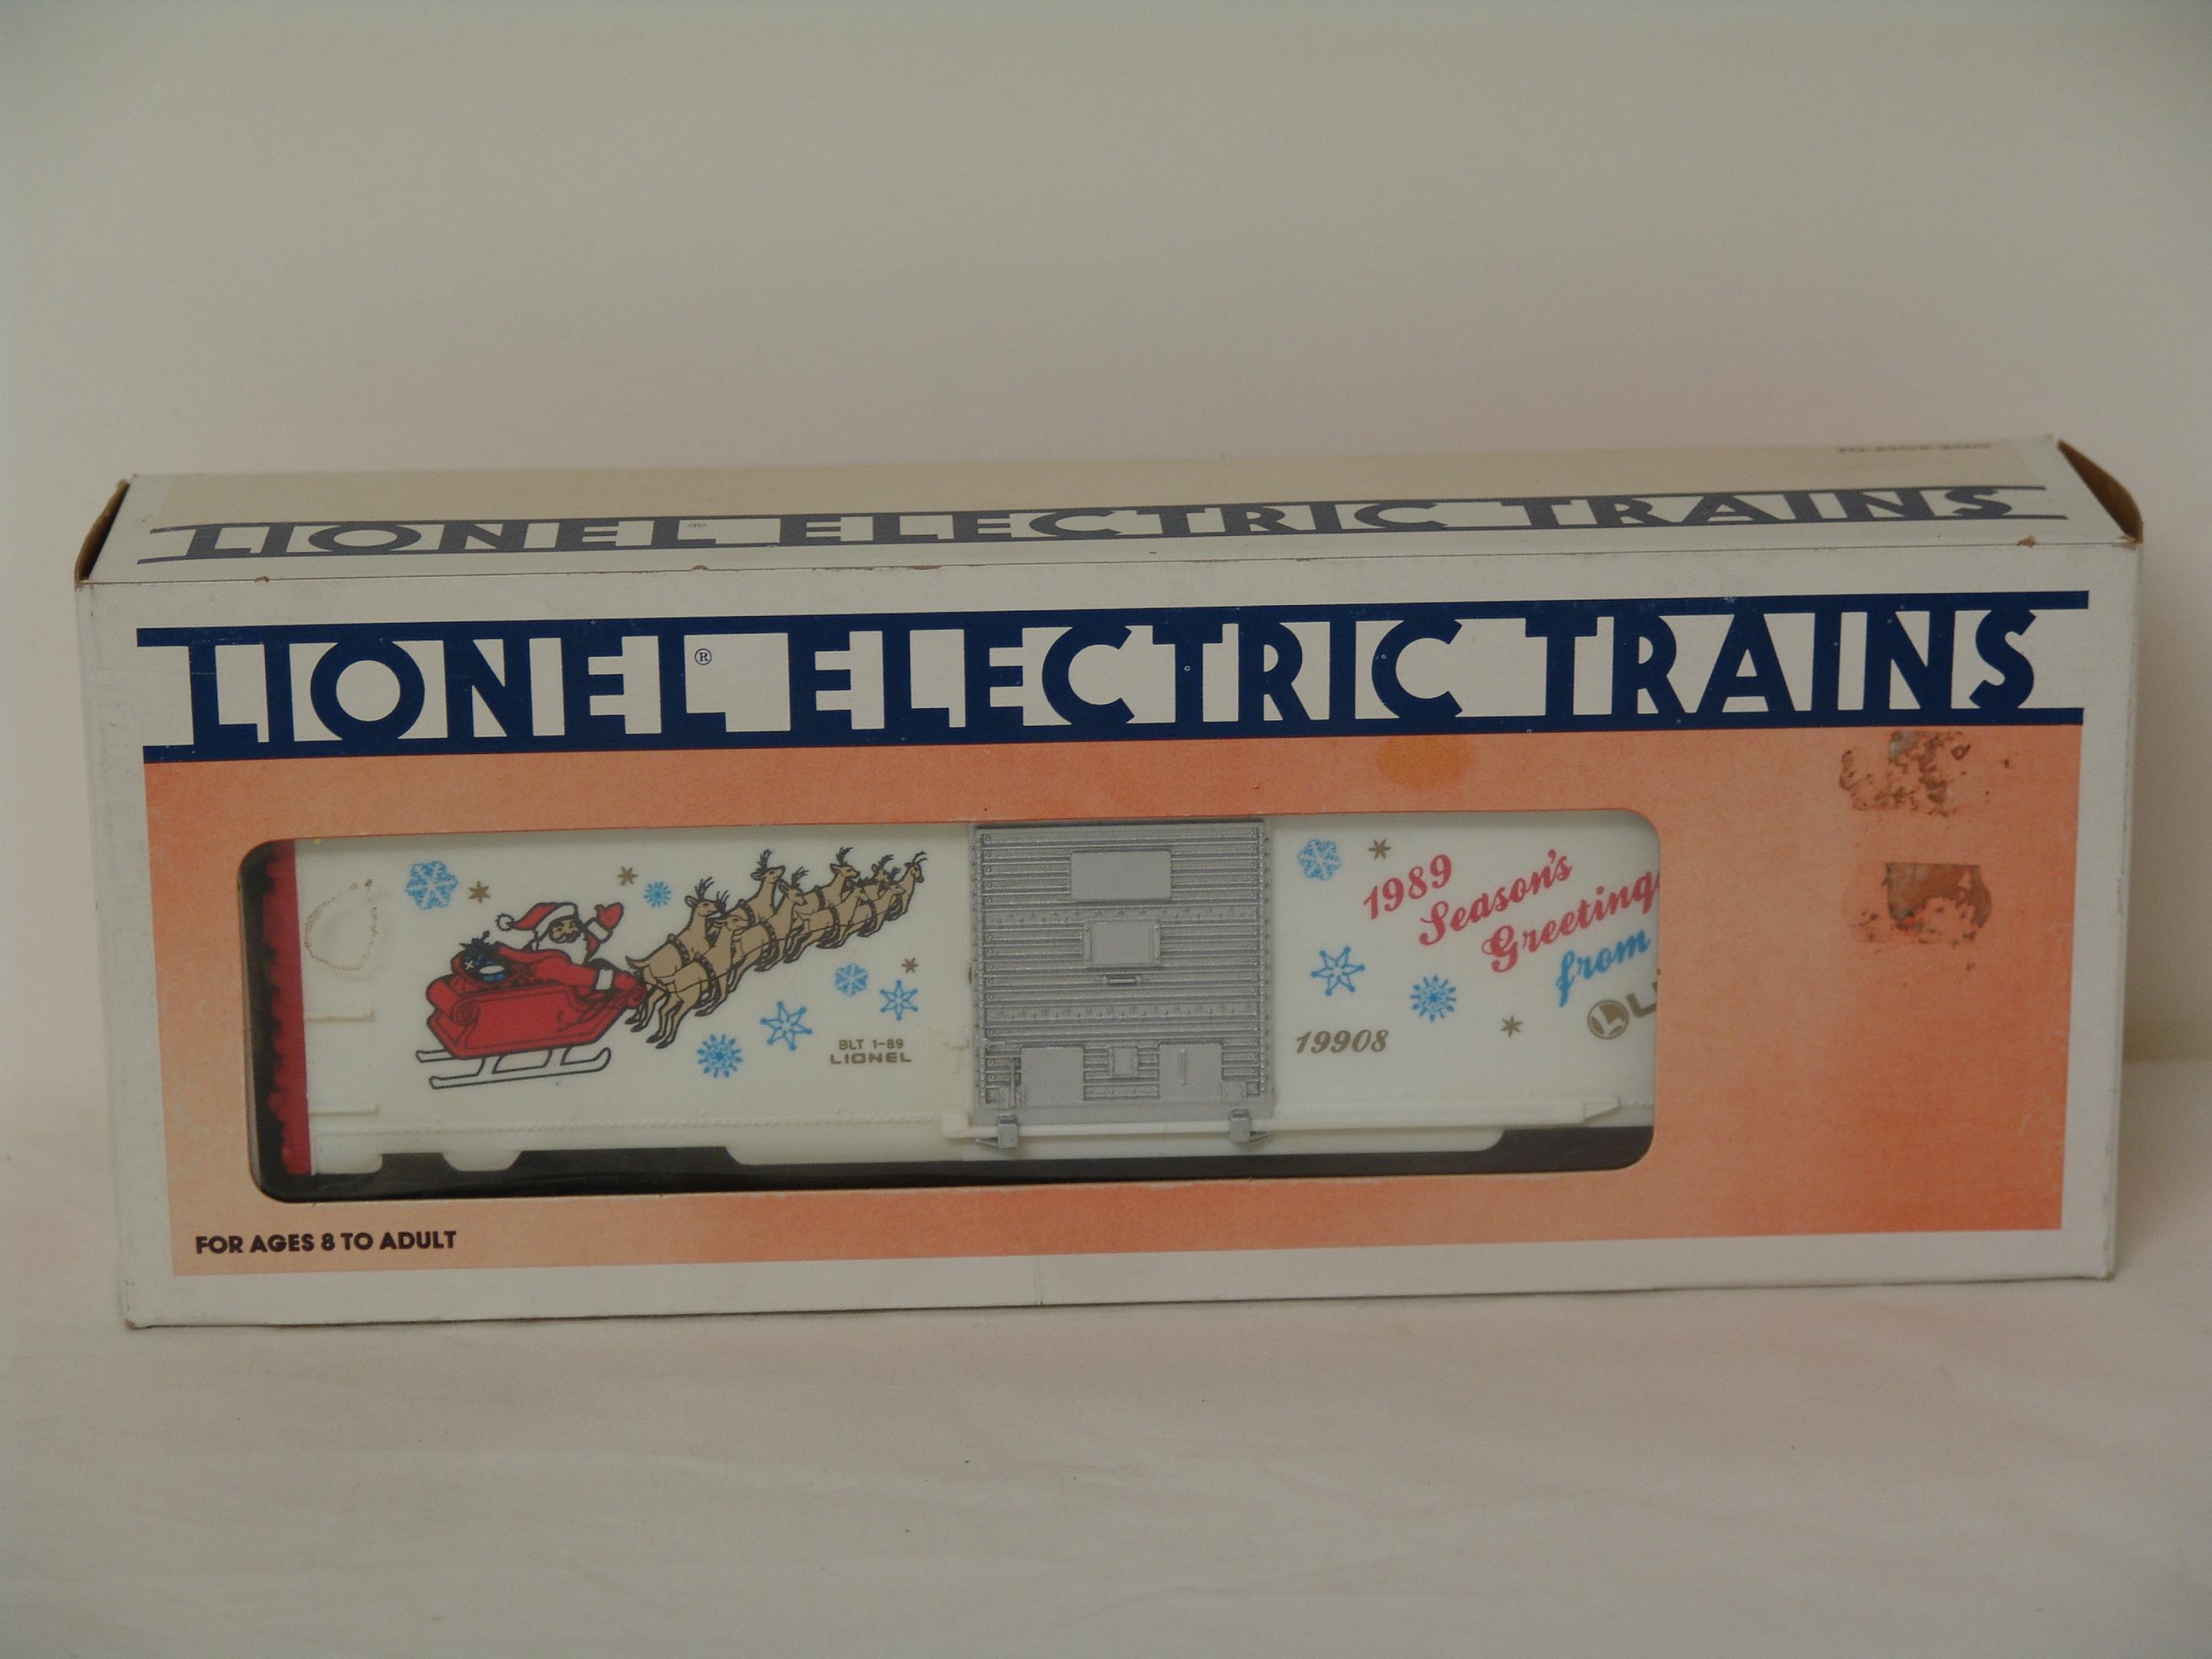 LIONEL® ELECTRIC TRAINS
LIONEL® ELECTRIC TRAINS
1989
Season's
Greeting
from
BLT 1-89
LIONEL
19908
FOR AGES 8 TO ADULT